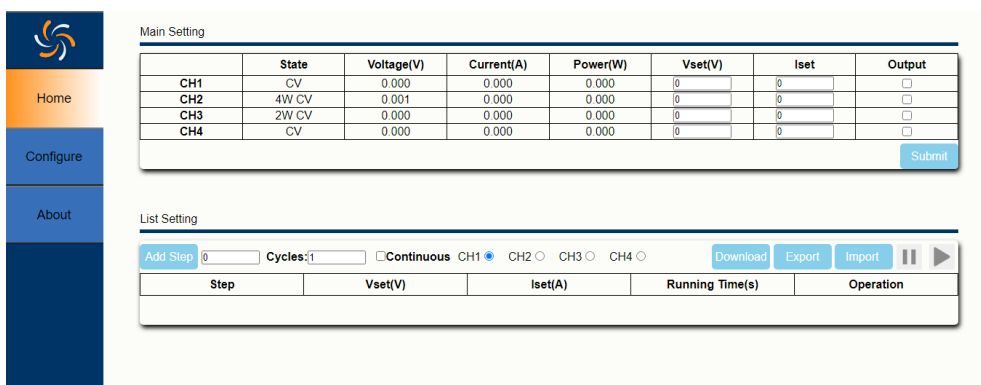 Main Setting
State Voltage(V) Current(A) Power(W) Vset(V) Iset Output
CH1 CV 0.000 0.000 0.000 0 0
Home
CH2 4W CV 0.001 0.000 0.000 0 0
CH3 2W CV 0.000 0.000 0.000 0 0
CH4 CV 0.000 0.000 0.000 0 0
Configure
Submit
About
List Setting
Add Step 0 Cycles: 1 Continuous CH1 CH2 CH3 CH4 Download Export Import
Step Vset(V) Iset(A) Running Time(s) Operation